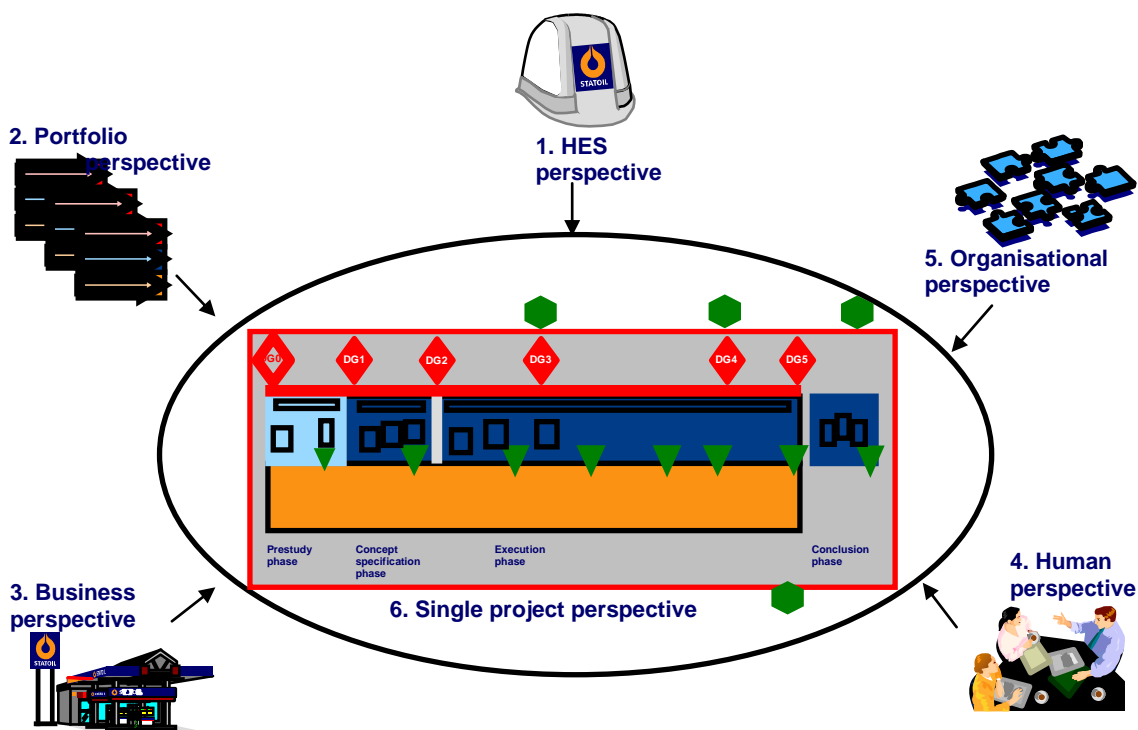 STATOIL
1. HES
perspective
2. Portfolio
perspective
5. Organisational
perspective
DG0
DG1
DG2
DG3
DG4
DG5
Prestudy
phase
Concept
specification
phase
Execution
phase
Conclusion
phase
6. Single project perspective
3. Business
perspective
STATOIL
4. Human
perspective